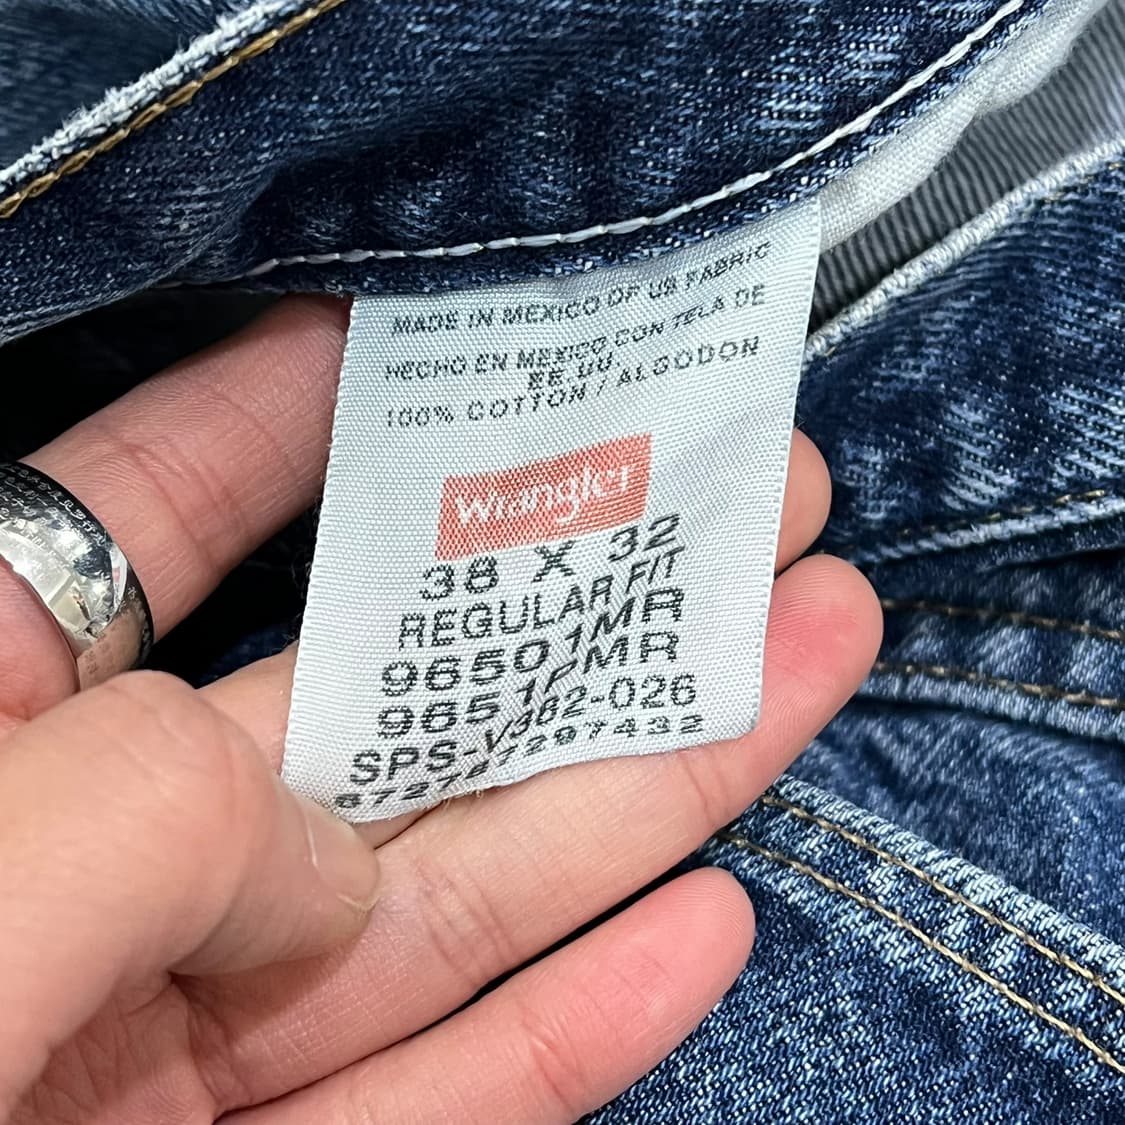 MADE IN MEXICO OF US FABRIC
HECHO EN MEXICO CON TELA DE
EE.UU.
100% COTTON / ALGODON
Wrangler
38 X 32
REGULAR FIT
96501MR
9651PMR
SPS-V362-026